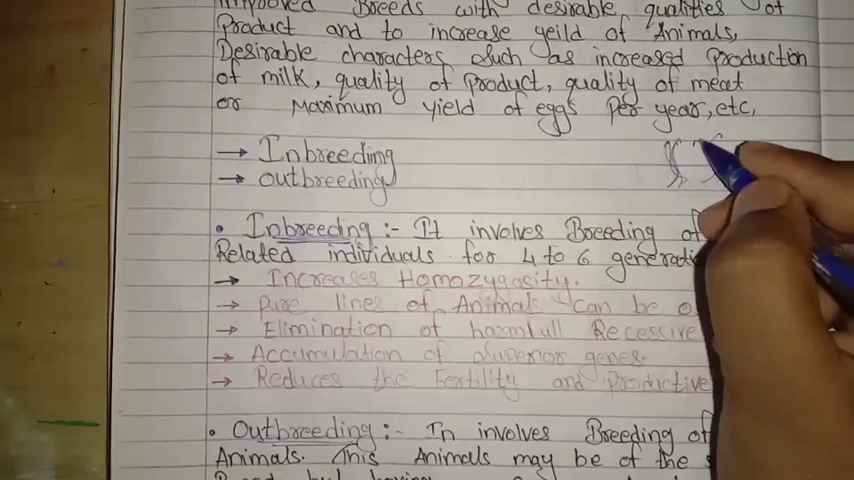 Improved Breeds with desirable qualities of
Product and to increase yeild of Animals,
Desirable characters such as increased Production
of milk, quality of Product, quality of meat
or Maximum yield of eggs Per year, etc,
→ Inbreeding
→ outbreeding
• Inbreeding :- It involves Breeding of
Related individuals for 4 to 6
→ Increases Homozygosity.
→ Pure lines of Animals can be
→ Elimination of harmfull Recessive
→ Accumulation of superior genes.
→ Reduces the Fertility and Productive
• Outbreeding :- In involves Breeding of
Animals. This Animals may be of the